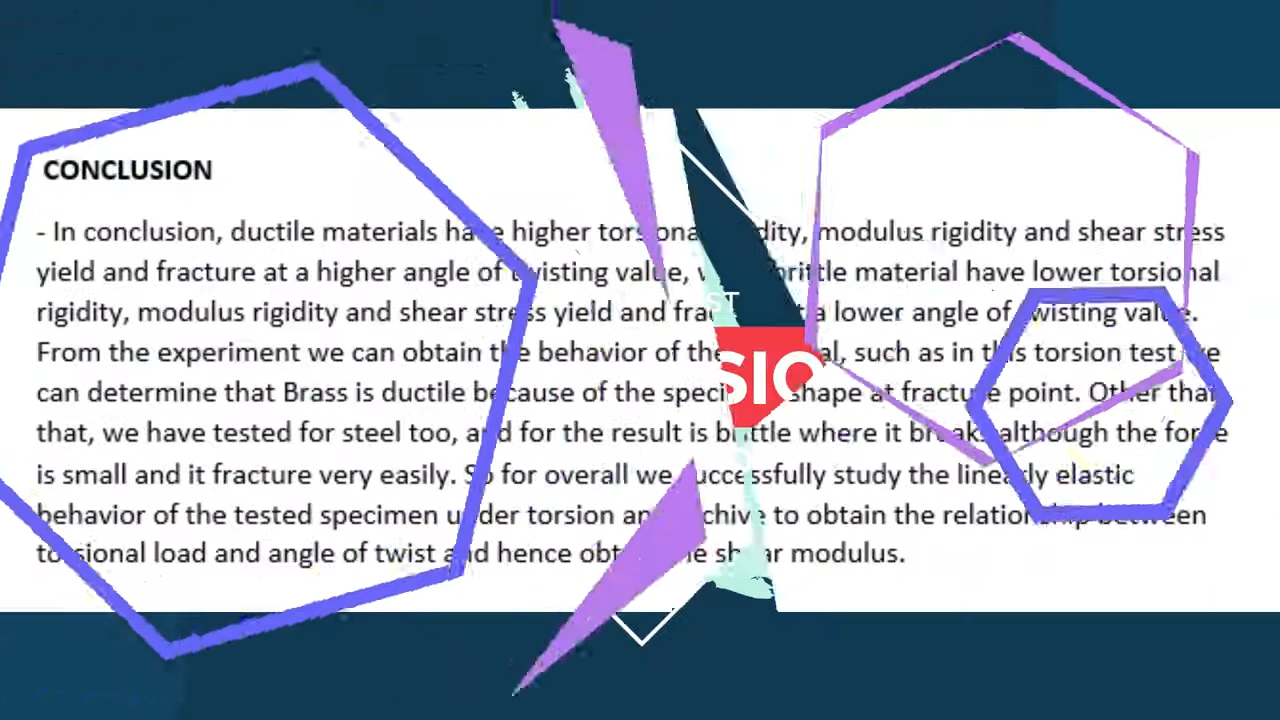 CONCLUSION
- In conclusion, ductile materials have higher torsional rigidity, modulus rigidity and shear stress
yield and fracture at a higher angle of twisting value, brittle material have lower torsional
rigidity, modulus rigidity and shear stress yield and fracture a lower angle of twisting value.
From the experiment we can obtain the behavior of the such as in this torsion test, we
can determine that Brass is ductile because of the specimen shape at fracture point. Other that
that, we have tested for steel too, and for the result is brittle where it breaks although the force
is small and it fracture very easily. So for overall we successfully study the linearly elastic
behavior of the tested specimen under torsion and archive to obtain the relationship between
torsional load and angle of twist and hence obtain the shear modulus.
ST
SIO